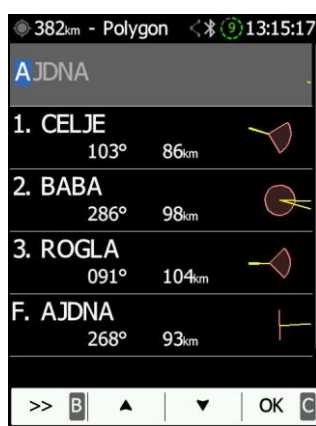 382km - Polygon 9 13:15:17
AJDNA
1. CELJE
103° 86km
2. BABA
286° 98km
3. ROGLA
091° 104km
F. AJDNA
268° 93km
>> B ▲ ▼ OK C